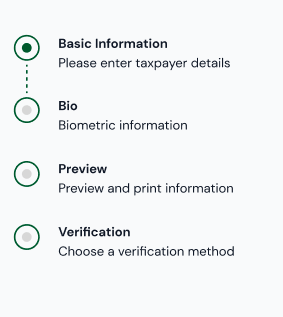 Basic Information
Please enter taxpayer details
Bio
Biometric information
Preview
Preview and print information
Verification
Choose a verification method